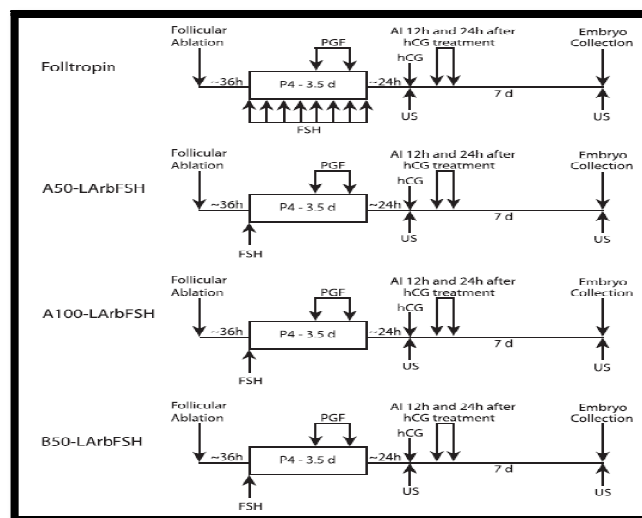 Follicular
Ablation
PGF
AI 12h and 24h after
hCG treatment
hCG
Embryo
Collection
Folltropin
~36h
P4 - 3.5 d
~24h
7 d
FSH
US
US
Follicular
Ablation
PGF
AI 12h and 24h after
hCG treatment
hCG
Embryo
Collection
A50-LArbFSH
~36h
P4 - 3.5 d
~24h
7 d
FSH
US
US
Follicular
Ablation
PGF
AI 12h and 24h after
hCG treatment
hCG
Embryo
Collection
A100-LArbFSH
~36h
P4 - 3.5 d
~24h
7 d
FSH
US
US
Follicular
Ablation
PGF
AI 12h and 24h after
hCG treatment
hCG
Embryo
Collection
B50-LArbFSH
~36h
P4 - 3.5 d
~24h
7 d
FSH
US
US